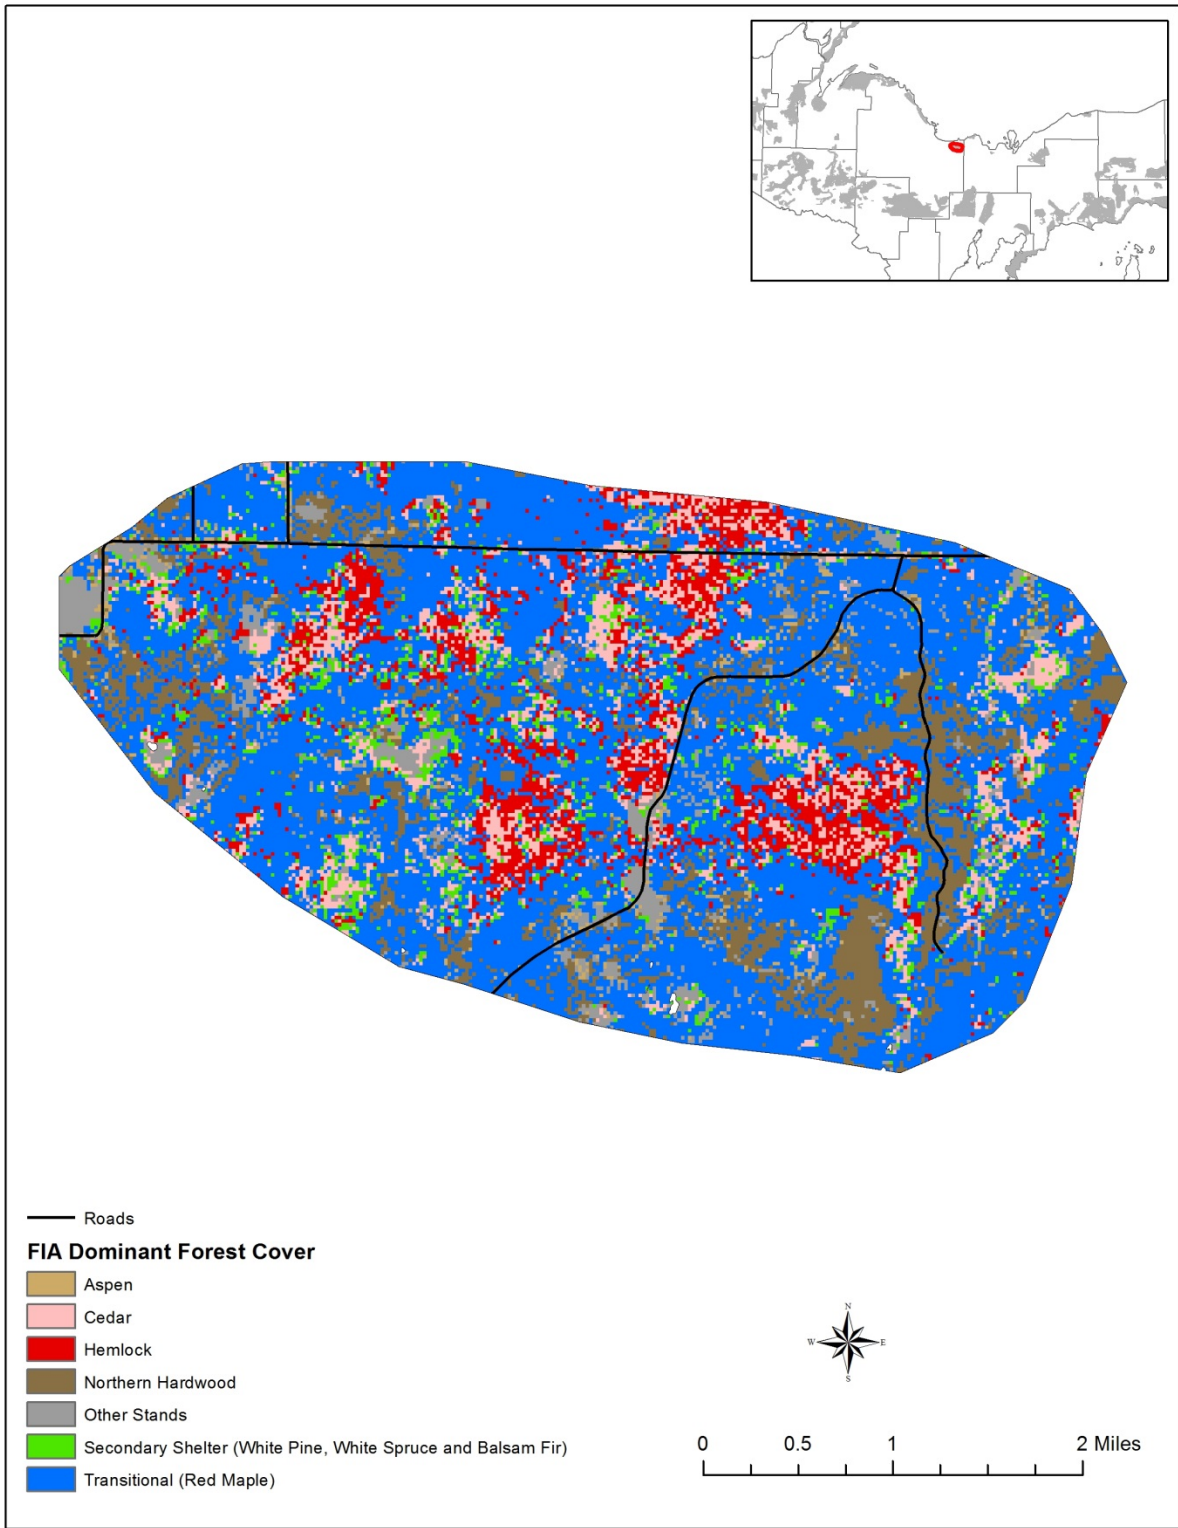 Roads
FIA Dominant Forest Cover
Aspen
Cedar
Hemlock
Northern Hardwood
Other Stands
Secondary Shelter (White Pine, White Spruce and Balsam Fir)
Transitional (Red Maple)
N
W E
S
0 0.5 1 2 Miles